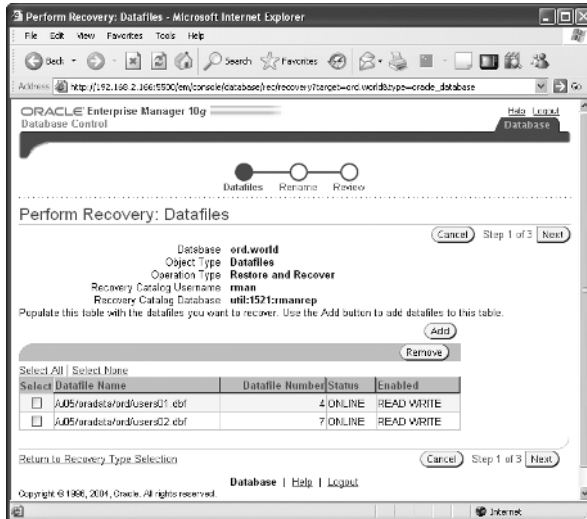 Perform Recovery: Datafiles - Microsoft Internet Explorer
File Edit View Favorites Tools Help
Back Search Favorites
Address http://192.168.2.166:5500/em/console/database/rec/recovery?target=ord.world&type=oracle_database Go
ORACLE Enterprise Manager 10g
Database Control
Help Logout
Database
Datafiles Rename Review
Perform Recovery: Datafiles
Cancel Step 1 of 3 Next
Database ord.world
Object Type Datafiles
Operation Type Restore and Recover
Recovery Catalog Username rman
Recovery Catalog Database util:1521:rmanrep
Populate this table with the datafiles you want to recover. Use the Add button to add datafiles to this table.
Add
Remove
Select All | Select None
Select Datafile Name Datafile Number Status Enabled
/u05/oradata/ord/users01.dbf 4 ONLINE READ WRITE
/u05/oradata/ord/users02.dbf 7 ONLINE READ WRITE
Return to Recovery Type Selection
Cancel Step 1 of 3 Next
Database | Help | Logout
Copyright © 1996, 2004, Oracle. All rights reserved.
Internet